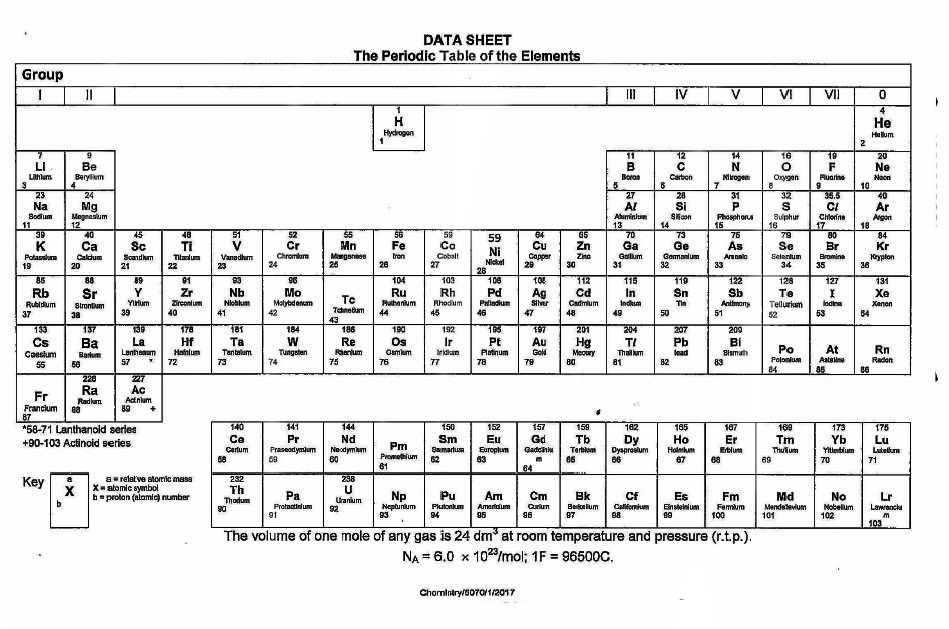 DATA SHEET
The Periodic Table of the Elements
Group
I II III IV V VI VII 0
1 4
H He
Hydrogen Helium
1 2
7 9 11 12 14 16 19 20
Li Be B C N O F Ne
Lithium Beryllium Boron Carbon Nitrogen Oxygen Fluorine Neon
3 4 5 6 7 8 9 10
23 24 27 28 31 32 35.5 40
Na Mg Al Si P S Cl Ar
Sodium Magnesium Aluminium Silicon Phosphorus Sulphur Chlorine Argon
11 12 13 14 15 16 17 18
39 40 45 48 51 52 55 56 59 59 64 65 70 73 75 79 80 84
K Ca Sc Ti V Cr Mn Fe Co Ni Cu Zn Ga Ge As Se Br Kr
Potassium Calcium Scandium Titanium Vanadium Chromium Manganese Iron Cobalt Nickel Copper Zinc Gallium Germanium Arsenic Selenium Bromine Krypton
19 20 21 22 23 24 25 26 27 28 29 30 31 32 33 34 35 36
85 88 89 91 93 96 104 103 106 108 112 115 119 122 128 127 131
Rb Sr Y Zr Nb Mo Tc Ru Rh Pd Ag Cd In Sn Sb Te I Xe
Rubidium Strontium Yttrium Zirconium Niobium Molybdenum Technetium Ruthenium Rhodium Palladium Silver Cadmium Indium Tin Antimony Tellurium Iodine Xenon
37 38 39 40 41 42 43 44 45 46 47 48 49 50 51 52 53 54
133 137 139 178 181 184 186 190 192 195 197 201 204 207 209
Cs Ba La Hf Ta W Re Os Ir Pt Au Hg Tl Pb Bi Po At Rn
Caesium Barium Lanthanum Hafnium Tantalum Tungsten Rhenium Osmium Iridium Platinum Gold Mercury Thallium lead Bismuth Polonium Astatine Radon
55 56 57 * 72 73 74 75 76 77 78 79 80 81 82 83 84 85 86
226 227
Fr Ra Ac
Francium Radium Actinium
87 88 89 +
*58-71 Lanthanoid series
+90-103 Actinoid series
140 141 144 150 152 157 159 162 165 167 169 173 175
Ce Pr Nd Pm Sm Eu Gd Tb Dy Ho Er Tm Yb Lu
Cerium Praseodymium Neodymium Promethium Samarium Europium Gadoliniu m Terbium Dysprosium Holmium Erbium Thulium Ytterbium Lutetium
58 59 60 61 62 63 64 65 66 67 68 69 70 71
Key
a
X
b
a = relative atomic mass
X = atomic symbol
b = proton (atomic) number
232 238
Th Pa U Np Pu Am Cm Bk Cf Es Fm Md No Lr
Thorium Protactinium Uranium Neptunium Plutonium Americium Curium Berkelium Californium Einsteinium Fermium Mendelevium Nobelium Lawrenciu m
90 91 92 93 94 95 96 97 98 99 100 101 102 103
The volume of one mole of any gas is 24 dm³ at room temperature and pressure (r.t.p.).
N_A = 6.0 × 10²³/mol; 1F = 96500C.
Chemistry/5070/1/2017